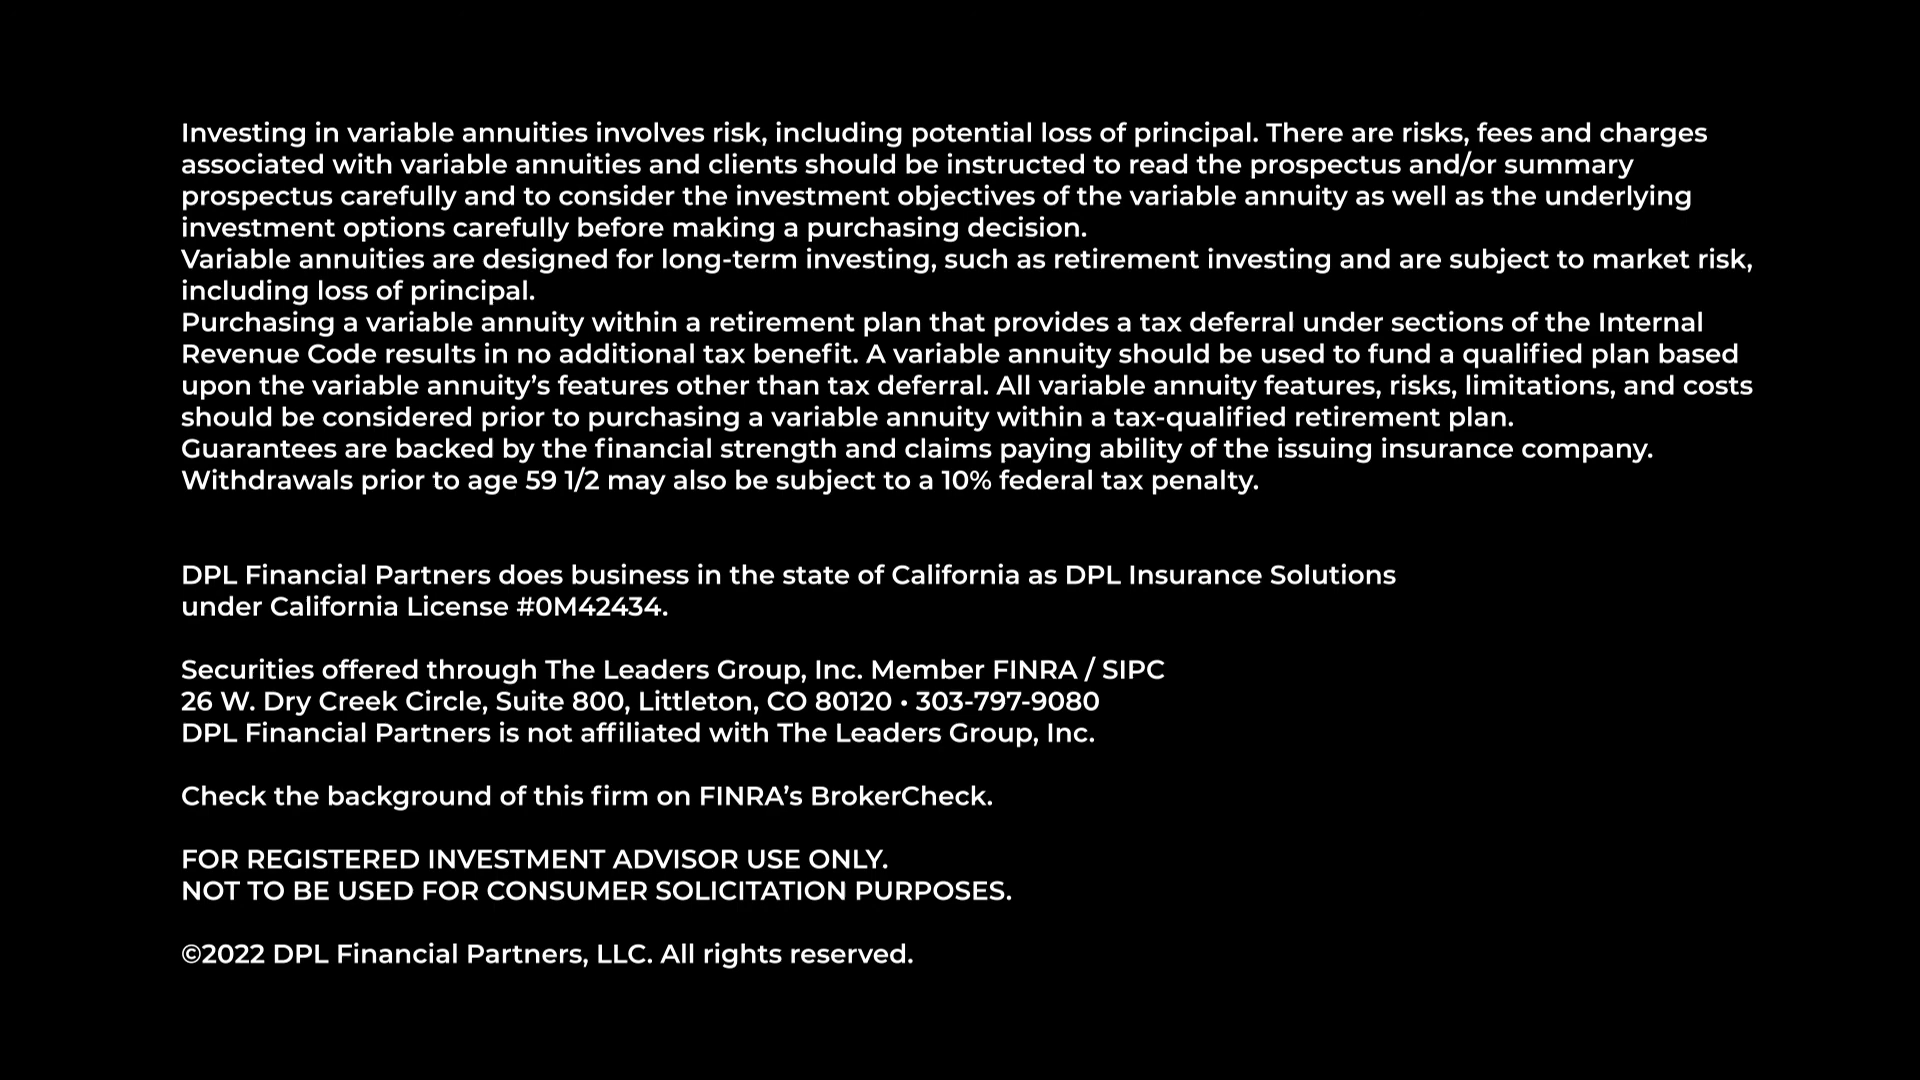 Investing in variable annuities involves risk, including potential loss of principal. There are risks, fees and charges
associated with variable annuities and clients should be instructed to read the prospectus and/or summary
prospectus carefully and to consider the investment objectives of the variable annuity as well as the underlying
investment options carefully before making a purchasing decision.
Variable annuities are designed for long-term investing, such as retirement investing and are subject to market risk,
including loss of principal.
Purchasing a variable annuity within a retirement plan that provides a tax deferral under sections of the Internal
Revenue Code results in no additional tax benefit. A variable annuity should be used to fund a qualified plan based
upon the variable annuity’s features other than tax deferral. All variable annuity features, risks, limitations, and costs
should be considered prior to purchasing a variable annuity within a tax-qualified retirement plan.
Guarantees are backed by the financial strength and claims paying ability of the issuing insurance company.
Withdrawals prior to age 59 1/2 may also be subject to a 10% federal tax penalty.
DPL Financial Partners does business in the state of California as DPL Insurance Solutions
under California License #0M42434.
Securities offered through The Leaders Group, Inc. Member FINRA / SIPC
26 W. Dry Creek Circle, Suite 800, Littleton, CO 80120 • 303-797-9080
DPL Financial Partners is not affiliated with The Leaders Group, Inc.
Check the background of this firm on FINRA’s BrokerCheck.
FOR REGISTERED INVESTMENT ADVISOR USE ONLY.
NOT TO BE USED FOR CONSUMER SOLICITATION PURPOSES.
©2022 DPL Financial Partners, LLC. All rights reserved.